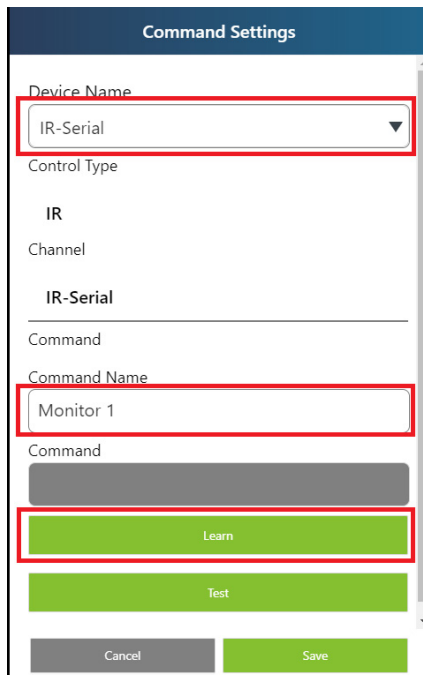 Command Settings
Device Name
IR-Serial
Control Type
IR
Channel
IR-Serial
Command
Command Name
Monitor 1
Command
Learn
Test
Cancel Save